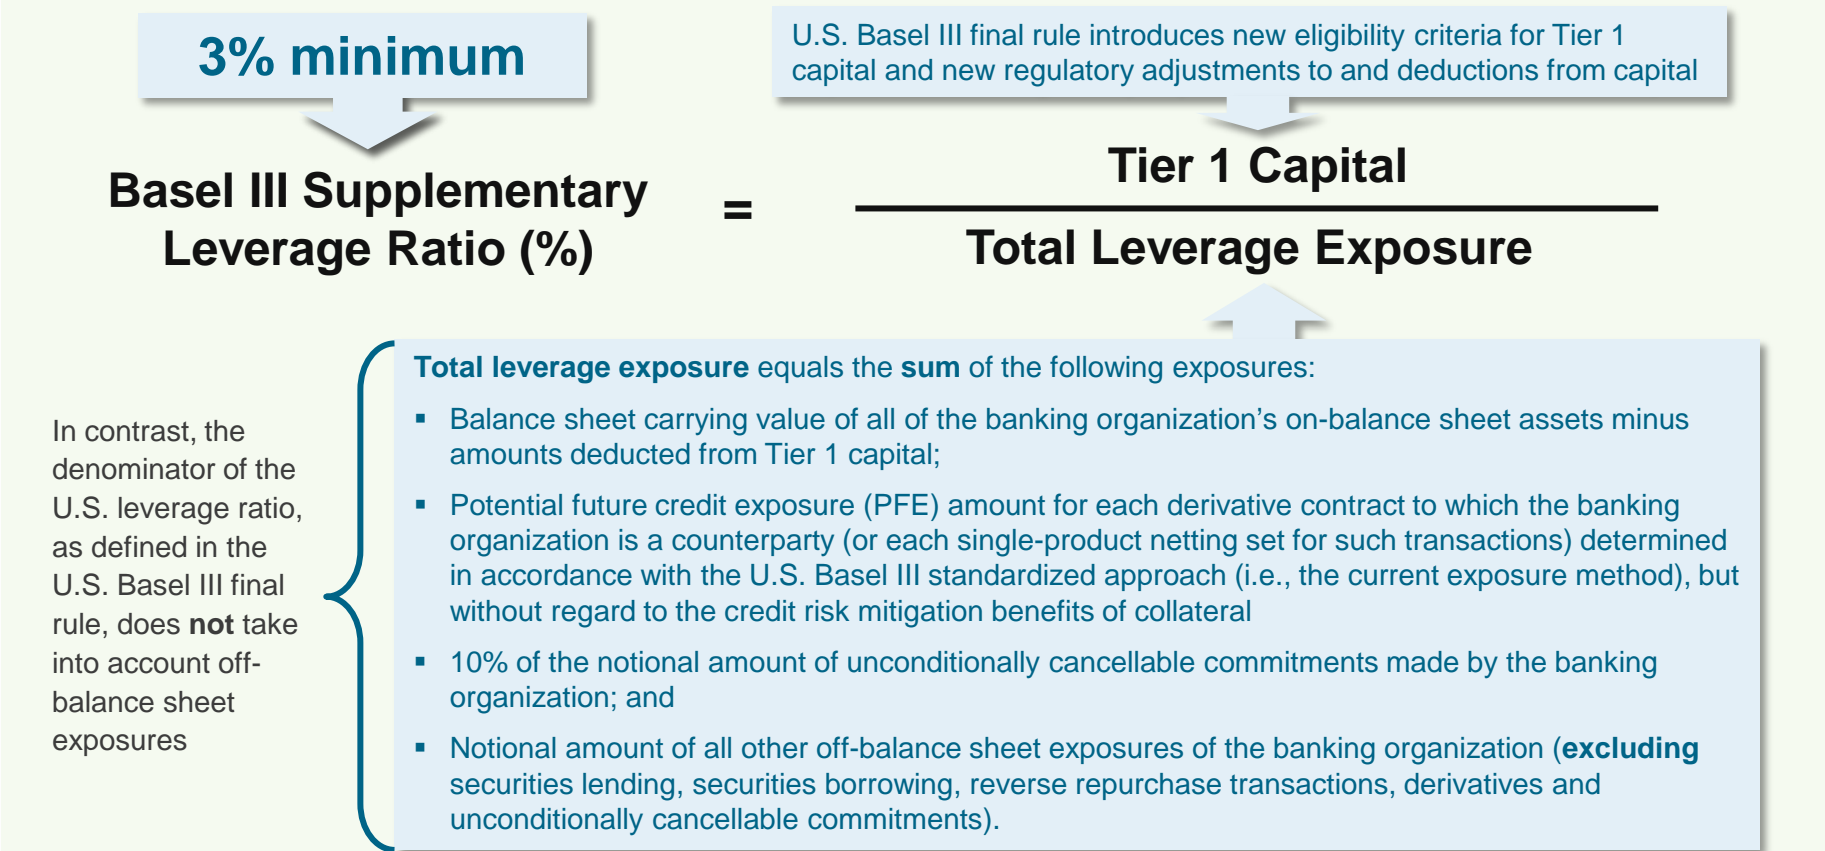 3% minimum
U.S. Basel III final rule introduces new eligibility criteria for Tier 1
capital and new regulatory adjustments to and deductions from capital
Basel III Supplementary
Leverage Ratio (%)
=
Tier 1 Capital
Total Leverage Exposure
In contrast, the
denominator of the
U.S. leverage ratio,
as defined in the
U.S. Basel III final
rule, does not take
into account off-
balance sheet
exposures
Total leverage exposure equals the sum of the following exposures:
▪ Balance sheet carrying value of all of the banking organization’s on-balance sheet assets minus
amounts deducted from Tier 1 capital;
▪ Potential future credit exposure (PFE) amount for each derivative contract to which the banking
organization is a counterparty (or each single-product netting set for such transactions) determined
in accordance with the U.S. Basel III standardized approach (i.e., the current exposure method), but
without regard to the credit risk mitigation benefits of collateral
▪ 10% of the notional amount of unconditionally cancellable commitments made by the banking
organization; and
▪ Notional amount of all other off-balance sheet exposures of the banking organization (excluding
securities lending, securities borrowing, reverse repurchase transactions, derivatives and
unconditionally cancellable commitments).